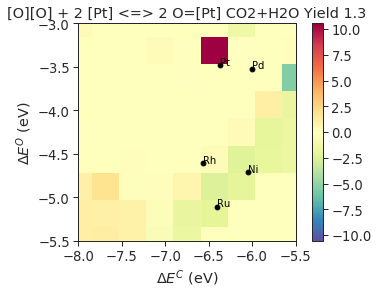 [O][O] + 2 [Pt] <=> 2 O=[Pt] CO2+H2O Yield 1.3
−3.0
−3.5
−4.0
−4.5
−5.0
−5.5
ΔE^O (eV)
Pt
Pd
Rh
Ni
Ru
−8.0 −7.5 −7.0 −6.5 −6.0 −5.5
ΔE^C (eV)
10.0
7.5
5.0
2.5
0.0
−2.5
−5.0
−7.5
−10.0